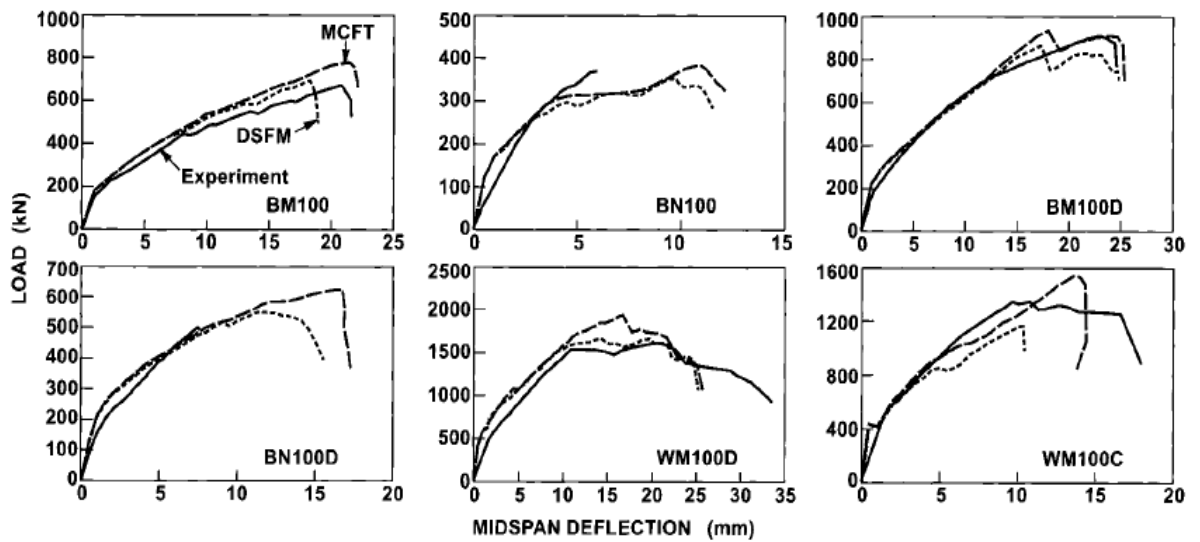 1000
800
600
400
200
0
0 5 10 15 20 25
MCFT
DSFM
Experiment
BM100
500
400
300
200
100
0
0 5 10 15
BN100
1000
800
600
400
200
0
0 5 10 15 20 25 30
BM100D
LOAD (kN)
700
600
500
400
300
200
100
0
0 5 10 15 20
BN100D
2500
2000
1500
1000
500
0
0 5 10 15 20 25 30 35
WM100D
1600
1200
800
400
0
0 5 10 15 20
WM100C
MIDSPAN DEFLECTION (mm)